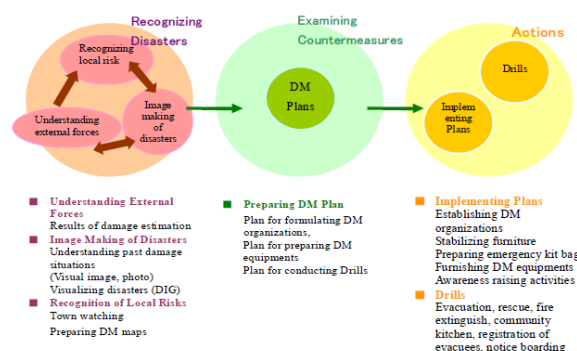 Recognizing
Disasters
Examining
Countermeasures
Actions
Recognizing
local risk
Understanding
external forces
Image
making
of
disasters
DM
Plans
Drills
Implem
enting
Plans
Understanding External
Forces
Results of damage estimation
Image Making of Disasters
Understanding past damage
situations
(Visual image, photo)
Visualizing disasters (DIG)
Recognition of Local Risks
Town watching
Preparing DM maps
Preparing DM Plan
Plan for formulating DM
organizations,
Plan for preparing DM
equipments
Plan for conducting Drills
Implementing Plans
Establishing DM
organizations
Stabilizing furniture
Preparing emergency kit bag
Furnishing DM equipments
Awareness raising activities
Drills
Evacuation, rescue, fire
extinguish, community
kitchen, registration of
evacuees, notice boarding